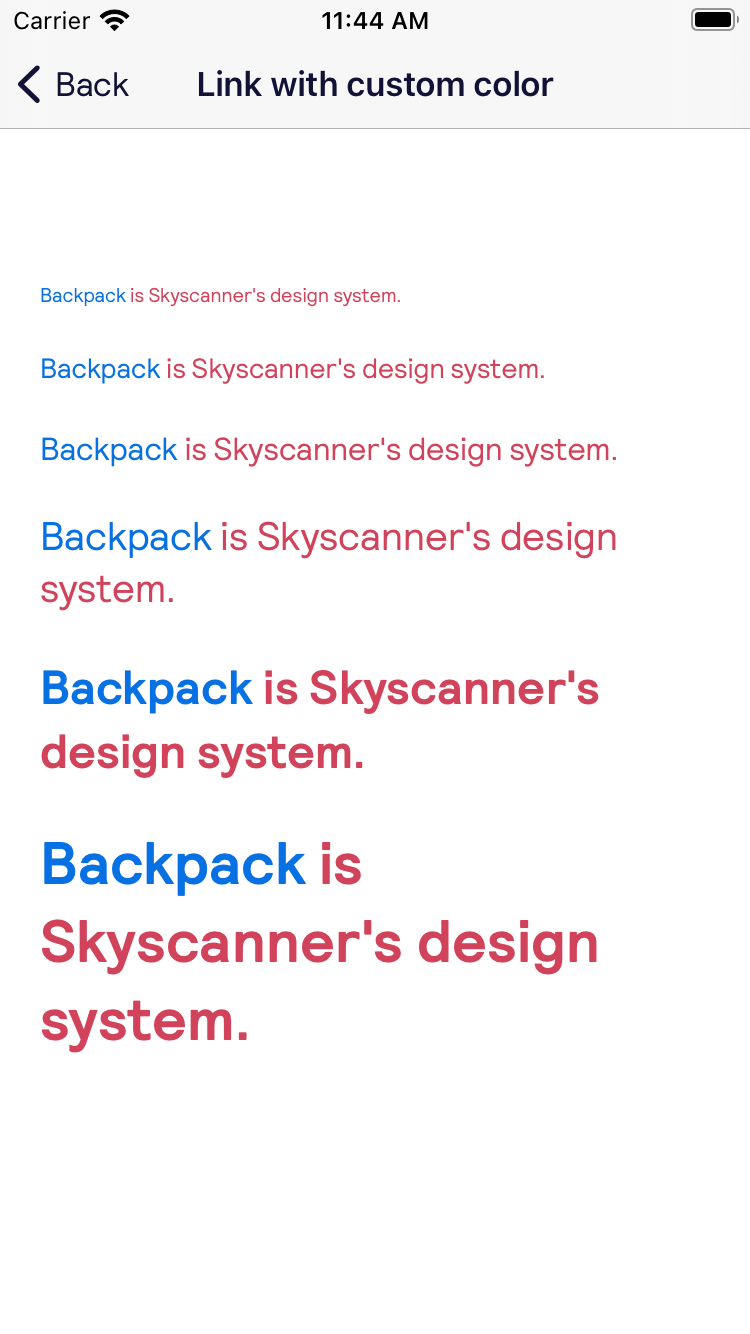 Carrier 11:44 AM
Back Link with custom color
Backpack is Skyscanner's design system.
Backpack is Skyscanner's design system.
Backpack is Skyscanner's design system.
Backpack is Skyscanner's design
system.
Backpack is Skyscanner's
design system.
Backpack is
Skyscanner's design
system.